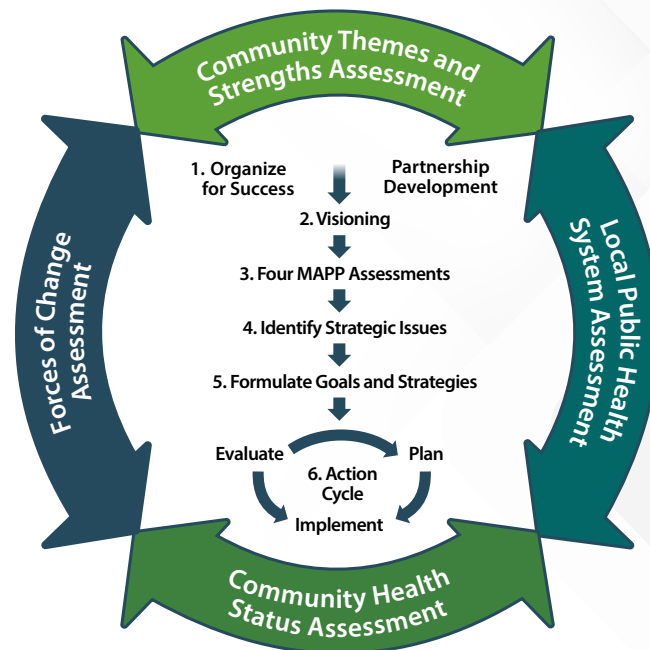 Community Themes and
Strengths Assessment
1. Organize
for Success
Partnership
Development
2. Visioning
3. Four MAPP Assessments
4. Identify Strategic Issues
5. Formulate Goals and Strategies
Evaluate
Plan
6. Action
Cycle
Implement
Forces of Change
Assessment
Local Public Health
System Assessment
Community Health
Status Assessment